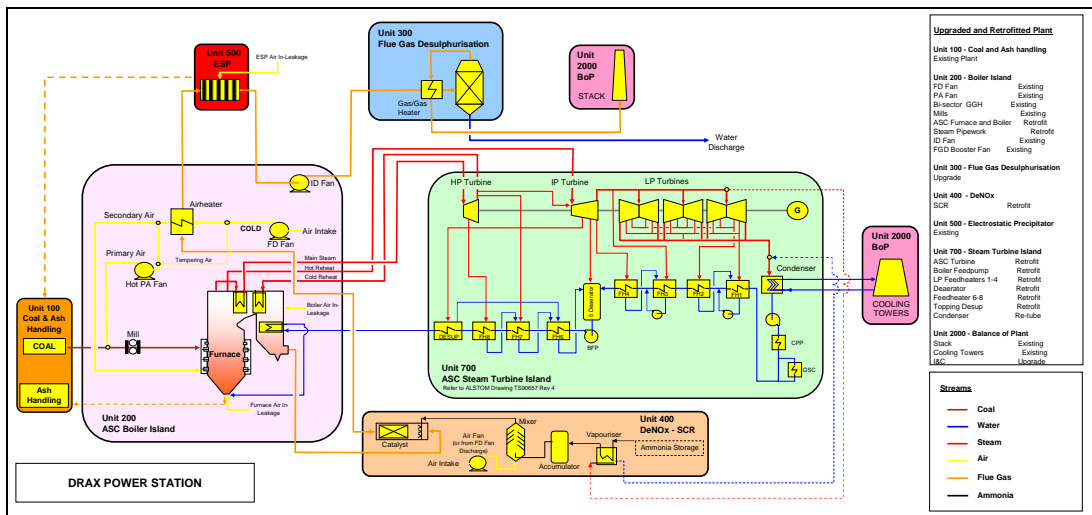 Unit 500
ESP
ESP Air In-Leakage
Unit 300
Flue Gas Desulphurisation
Gas/Gas
Heater
Unit
2000
BoP
STACK
Water
Discharge
ID Fan
Airheater
Secondary Air
COLD
Air Intake
FD Fan
Primary Air
Tempering Air
Hot PA Fan
Main Steam
Hot Reheat
Cold Reheat
Boiler Air In-
Leakage
Unit 100
Coal & Ash
Handling
COAL
Mill
Furnace
Ash
Handling
Furnace Air In-
Leakage
Unit 200
ASC Boiler Island
HP Turbine
IP Turbine
LP Turbines
G
Condenser
5 Deaerator
FH4
FH3
FH2
FH1
DESUP
FH8
FH7
FH6
BFP
CPP
GSC
Unit 700
ASC Steam Turbine Island
Refer to ALSTOM Drawing TS90657 Rev 4
Unit 2000
BoP
COOLING
TOWERS
Unit 400
DeNOx - SCR
Catalyst
Mixer
Air Fan
(or from FD Fan
Discharge)
Air Intake
Accumulator
Vapouriser
Ammonia Storage
DRAX POWER STATION
Upgraded and Retrofitted Plant
Unit 100 - Coal and Ash handling
Existing Plant
Unit 200 - Boiler Island
FD Fan Existing
PA Fan Existing
Bi-sector GGH Existing
Mills Existing
ASC Furnace and Boiler Retrofit
Steam Pipework Retrofit
ID Fan Existing
FGD Booster Fan Existing
Unit 300 - Flue Gas Desulphurisation
Upgrade
Unit 400 - DeNOx
SCR Retrofit
Unit 500 - Electrostatic Precipitator
Existing
Unit 700 - Steam Turbine Island
ASC Turbine Retrofit
Boiler Feedpump Retrofit
LP Feedheaters 1-4 Retrofit
Deaerator Retrofit
Feedheater 6-8 Retrofit
Topping Desup Retrofit
Condenser Re-tube
Unit 2000 - Balance of Plant
Stack Existing
Cooling Towers Existing
I&C Upgrade
Streams
Coal
Water
Steam
Air
Flue Gas
Ammonia